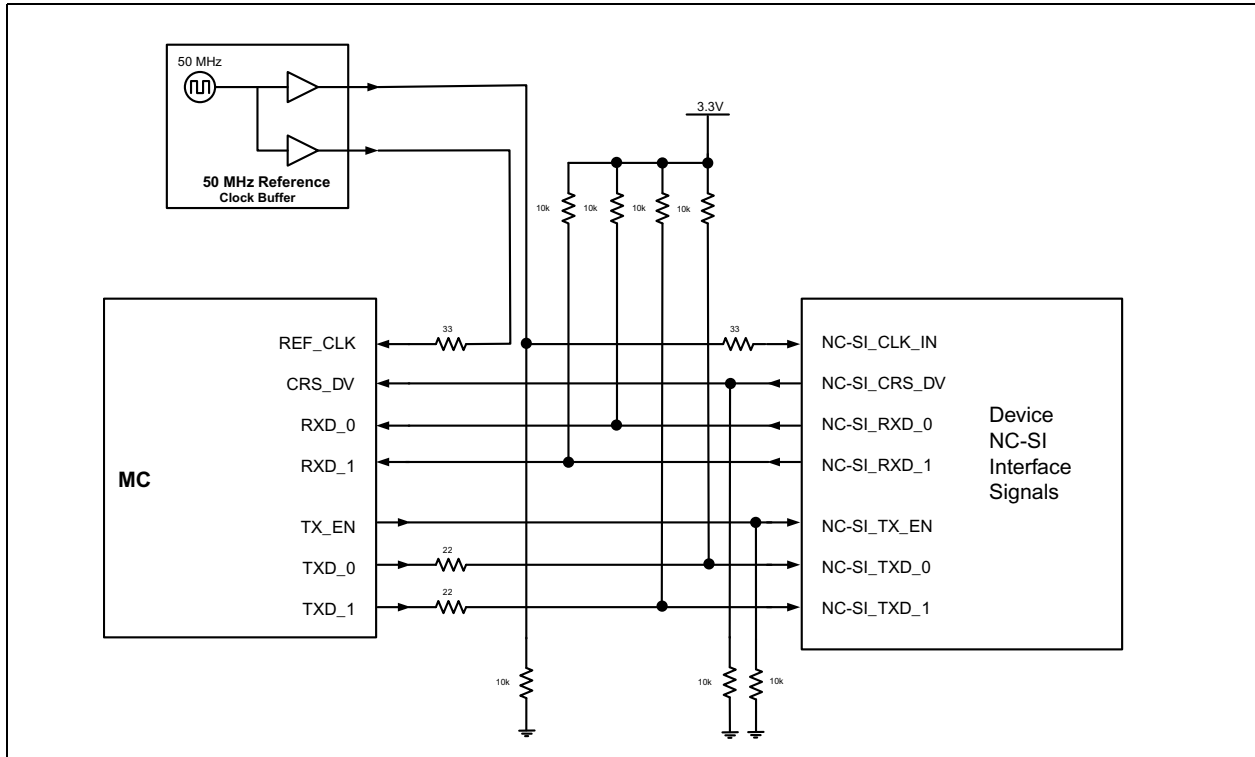 50 MHz
50 MHz Reference
Clock Buffer
3.3V
10k
10k
10k
10k
MC
REF_CLK
CRS_DV
RXD_0
RXD_1
TX_EN
TXD_0
TXD_1
33
22
22
33
NC-SI_CLK_IN
NC-SI_CRS_DV
NC-SI_RXD_0
NC-SI_RXD_1
NC-SI_TX_EN
NC-SI_TXD_0
NC-SI_TXD_1
Device
NC-SI
Interface
Signals
10k
10k
10k